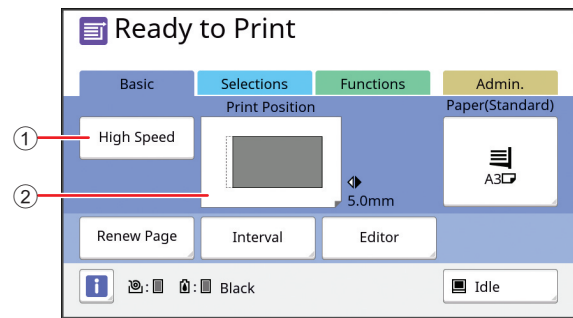 Ready to Print
Basic
Selections
Functions
Admin.
Print Position
Paper(Standard)
1
High Speed
A3
2
5.0mm
Renew Page
Interval
Editor
i
: : Black
Idle